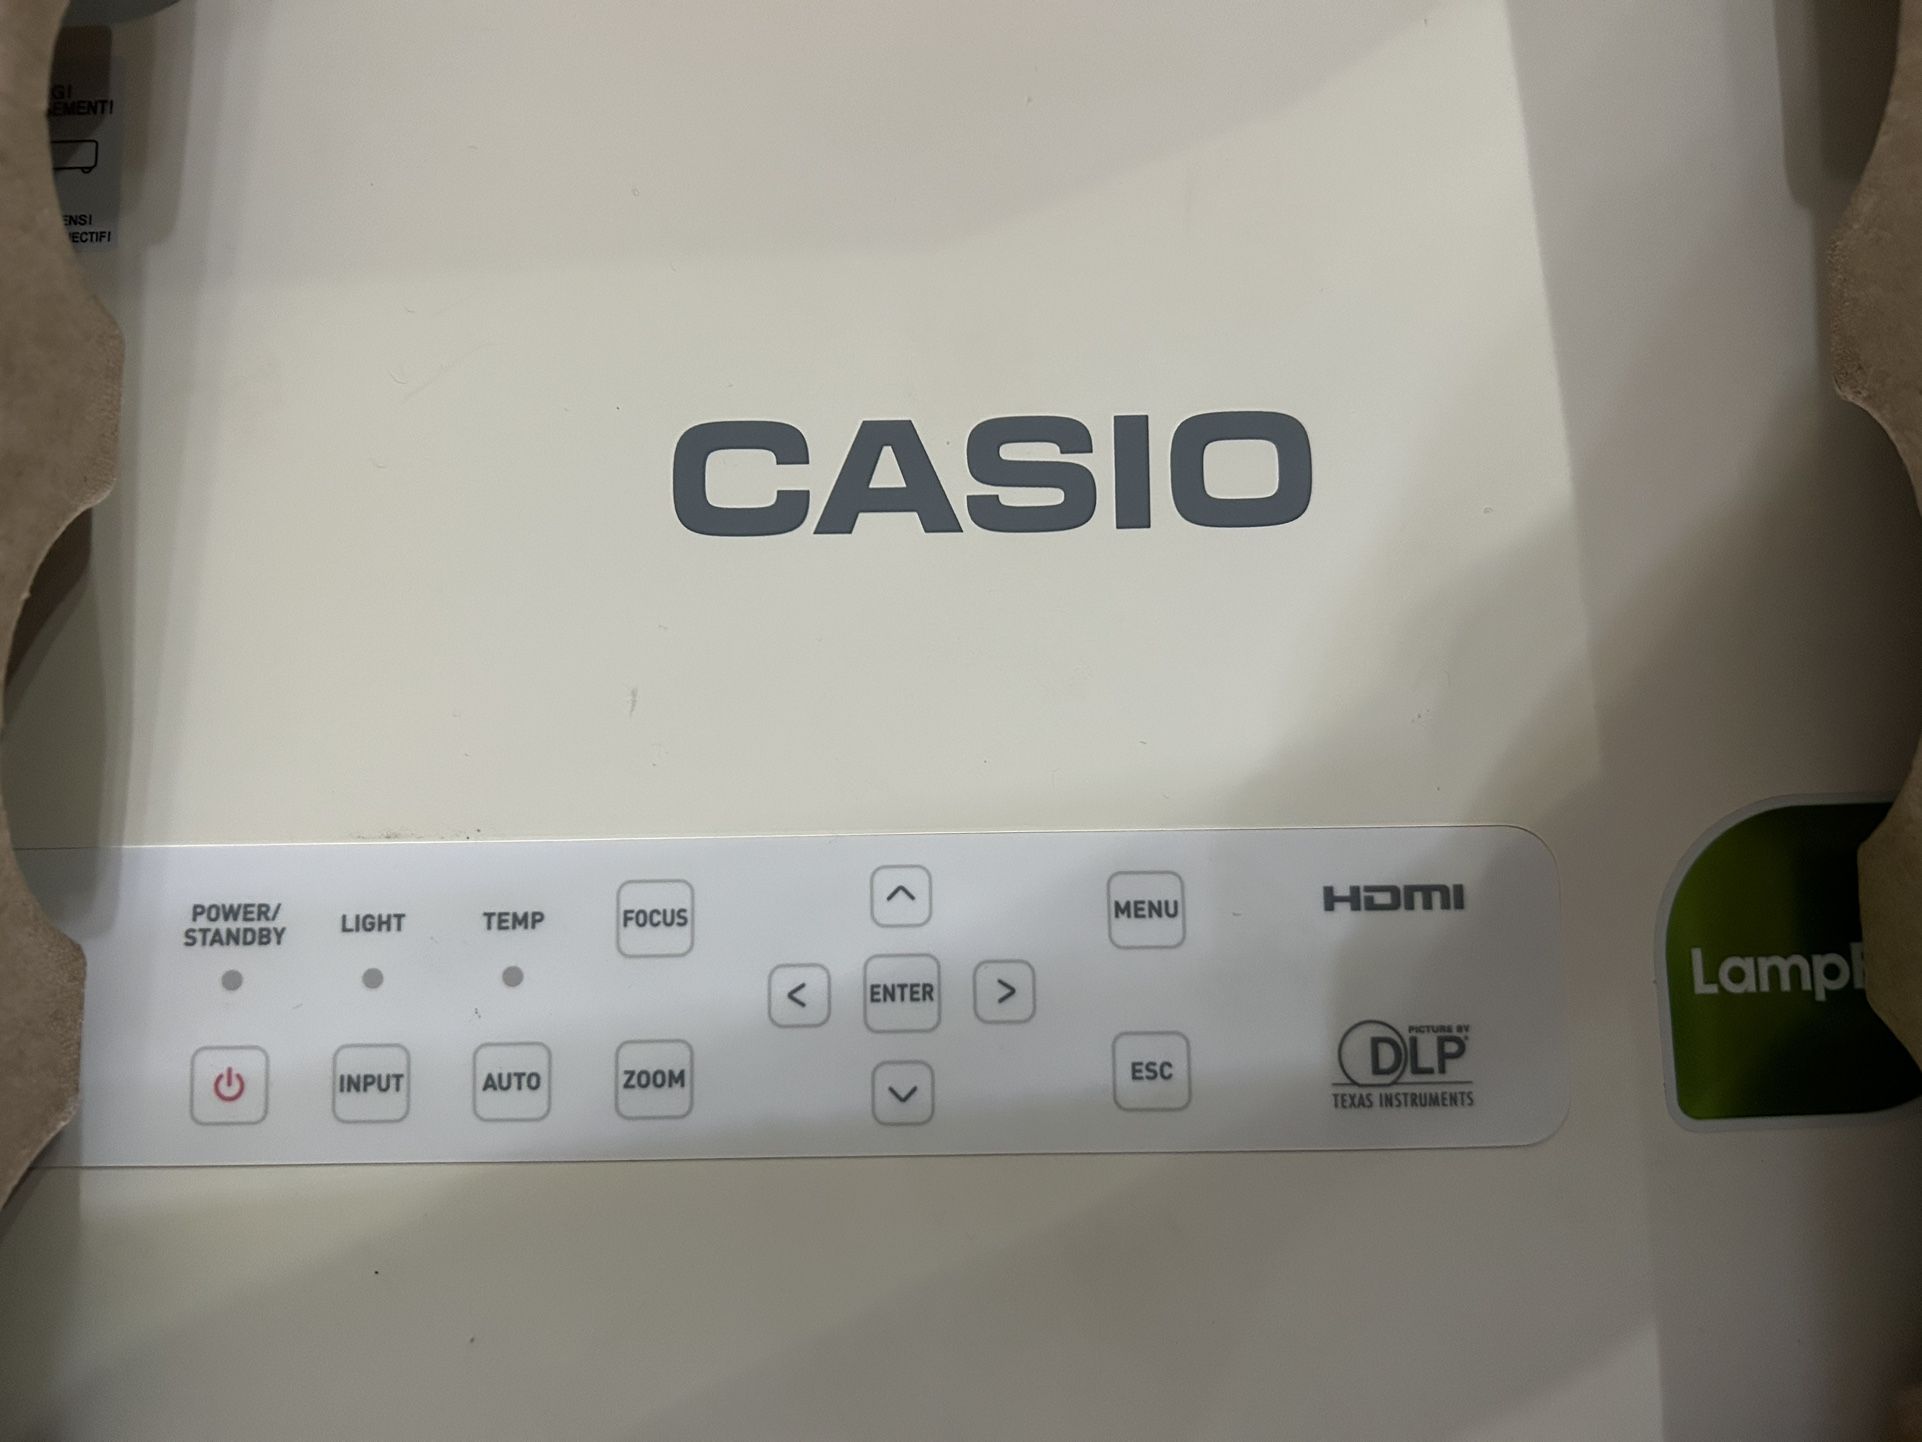 CASIO
POWER/
STANDBY
LIGHT
TEMP
FOCUS
MENU
HDMI
ENTER
INPUT
AUTO
ZOOM
ESC
PICTURE BY
DLP
TEXAS INSTRUMENTS